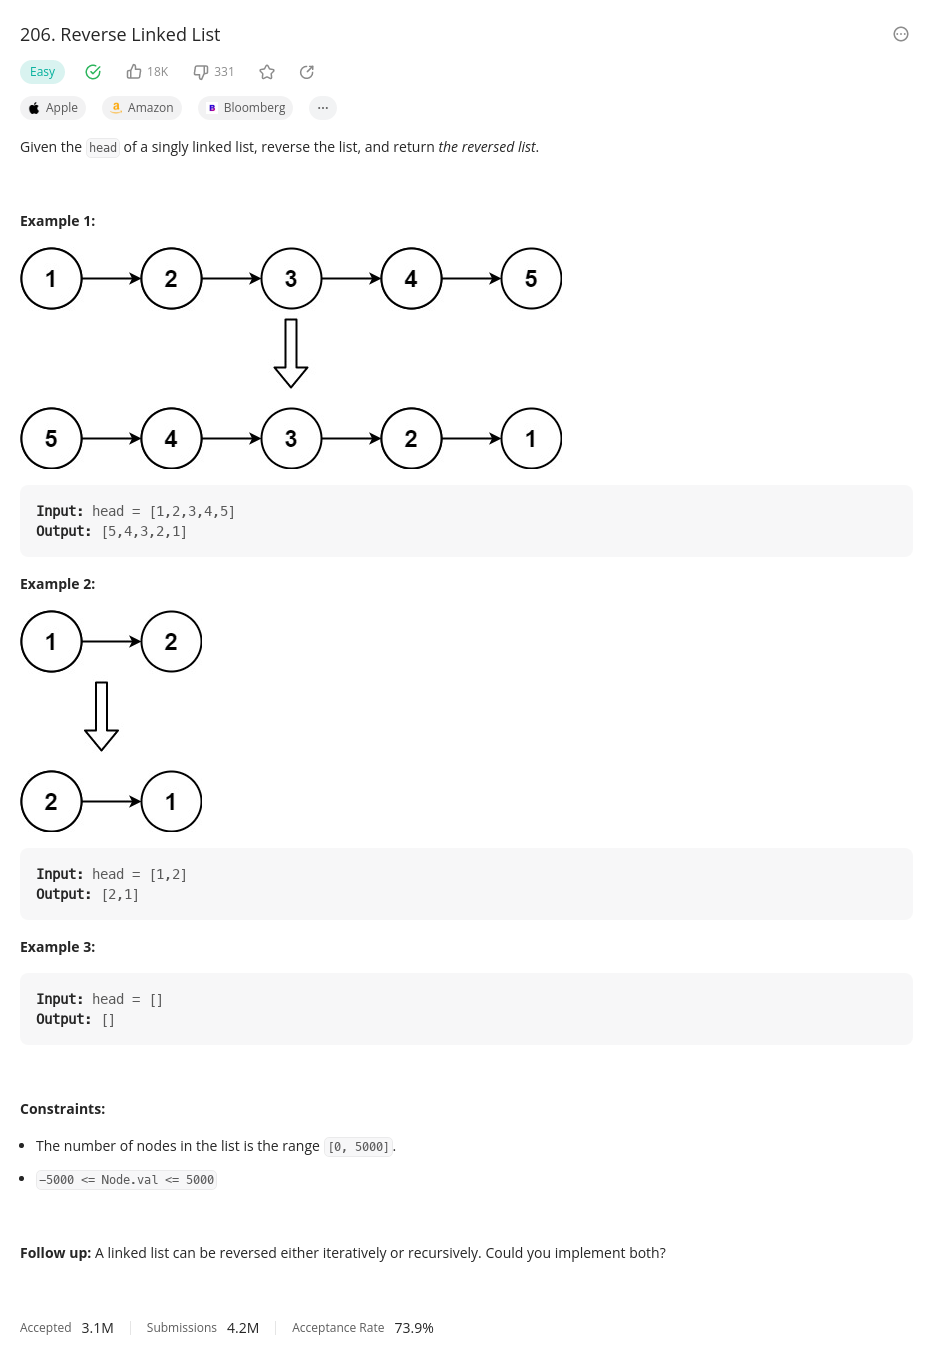 206. Reverse Linked List
Easy 18K 331
Apple a Amazon B Bloomberg ...
Given the head of a singly linked list, reverse the list, and return the reversed list.
Example 1:
1 2 3 4 5
5 4 3 2 1
Input: head = [1,2,3,4,5]
Output: [5,4,3,2,1]
Example 2:
1 2
2 1
Input: head = [1,2]
Output: [2,1]
Example 3:
Input: head = []
Output: []
Constraints:
• The number of nodes in the list is the range [0, 5000].
• −5000 <= Node.val <= 5000
Follow up: A linked list can be reversed either iteratively or recursively. Could you implement both?
Accepted 3.1M Submissions 4.2M Acceptance Rate 73.9%